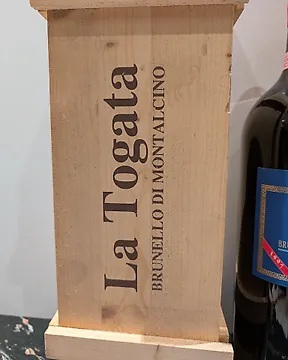 La Togata
BRUNELLO DI MONTALCINO